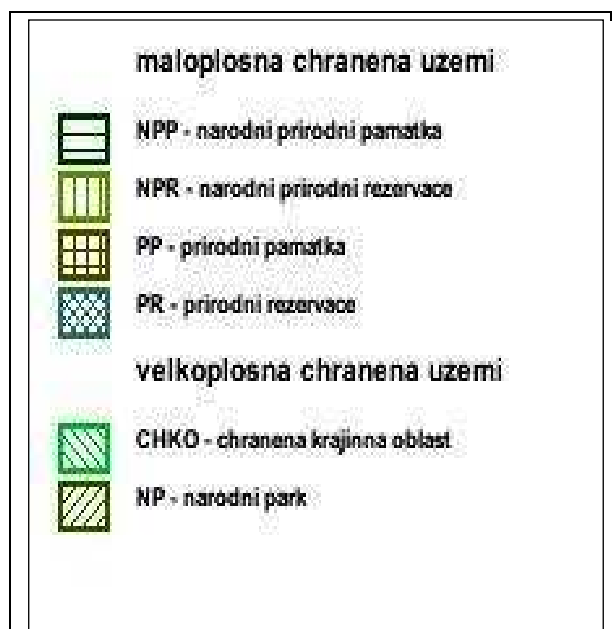 maloplosna chranena uzemi
NPP - narodni prirodni pamatka
NPR - narodni prirodni rezervace
PP - prirodni pamatka
PR - prirodni rezervace
velkoplosna chranena uzemi
CHKO - chranena krajinna oblast
NP - narodni park